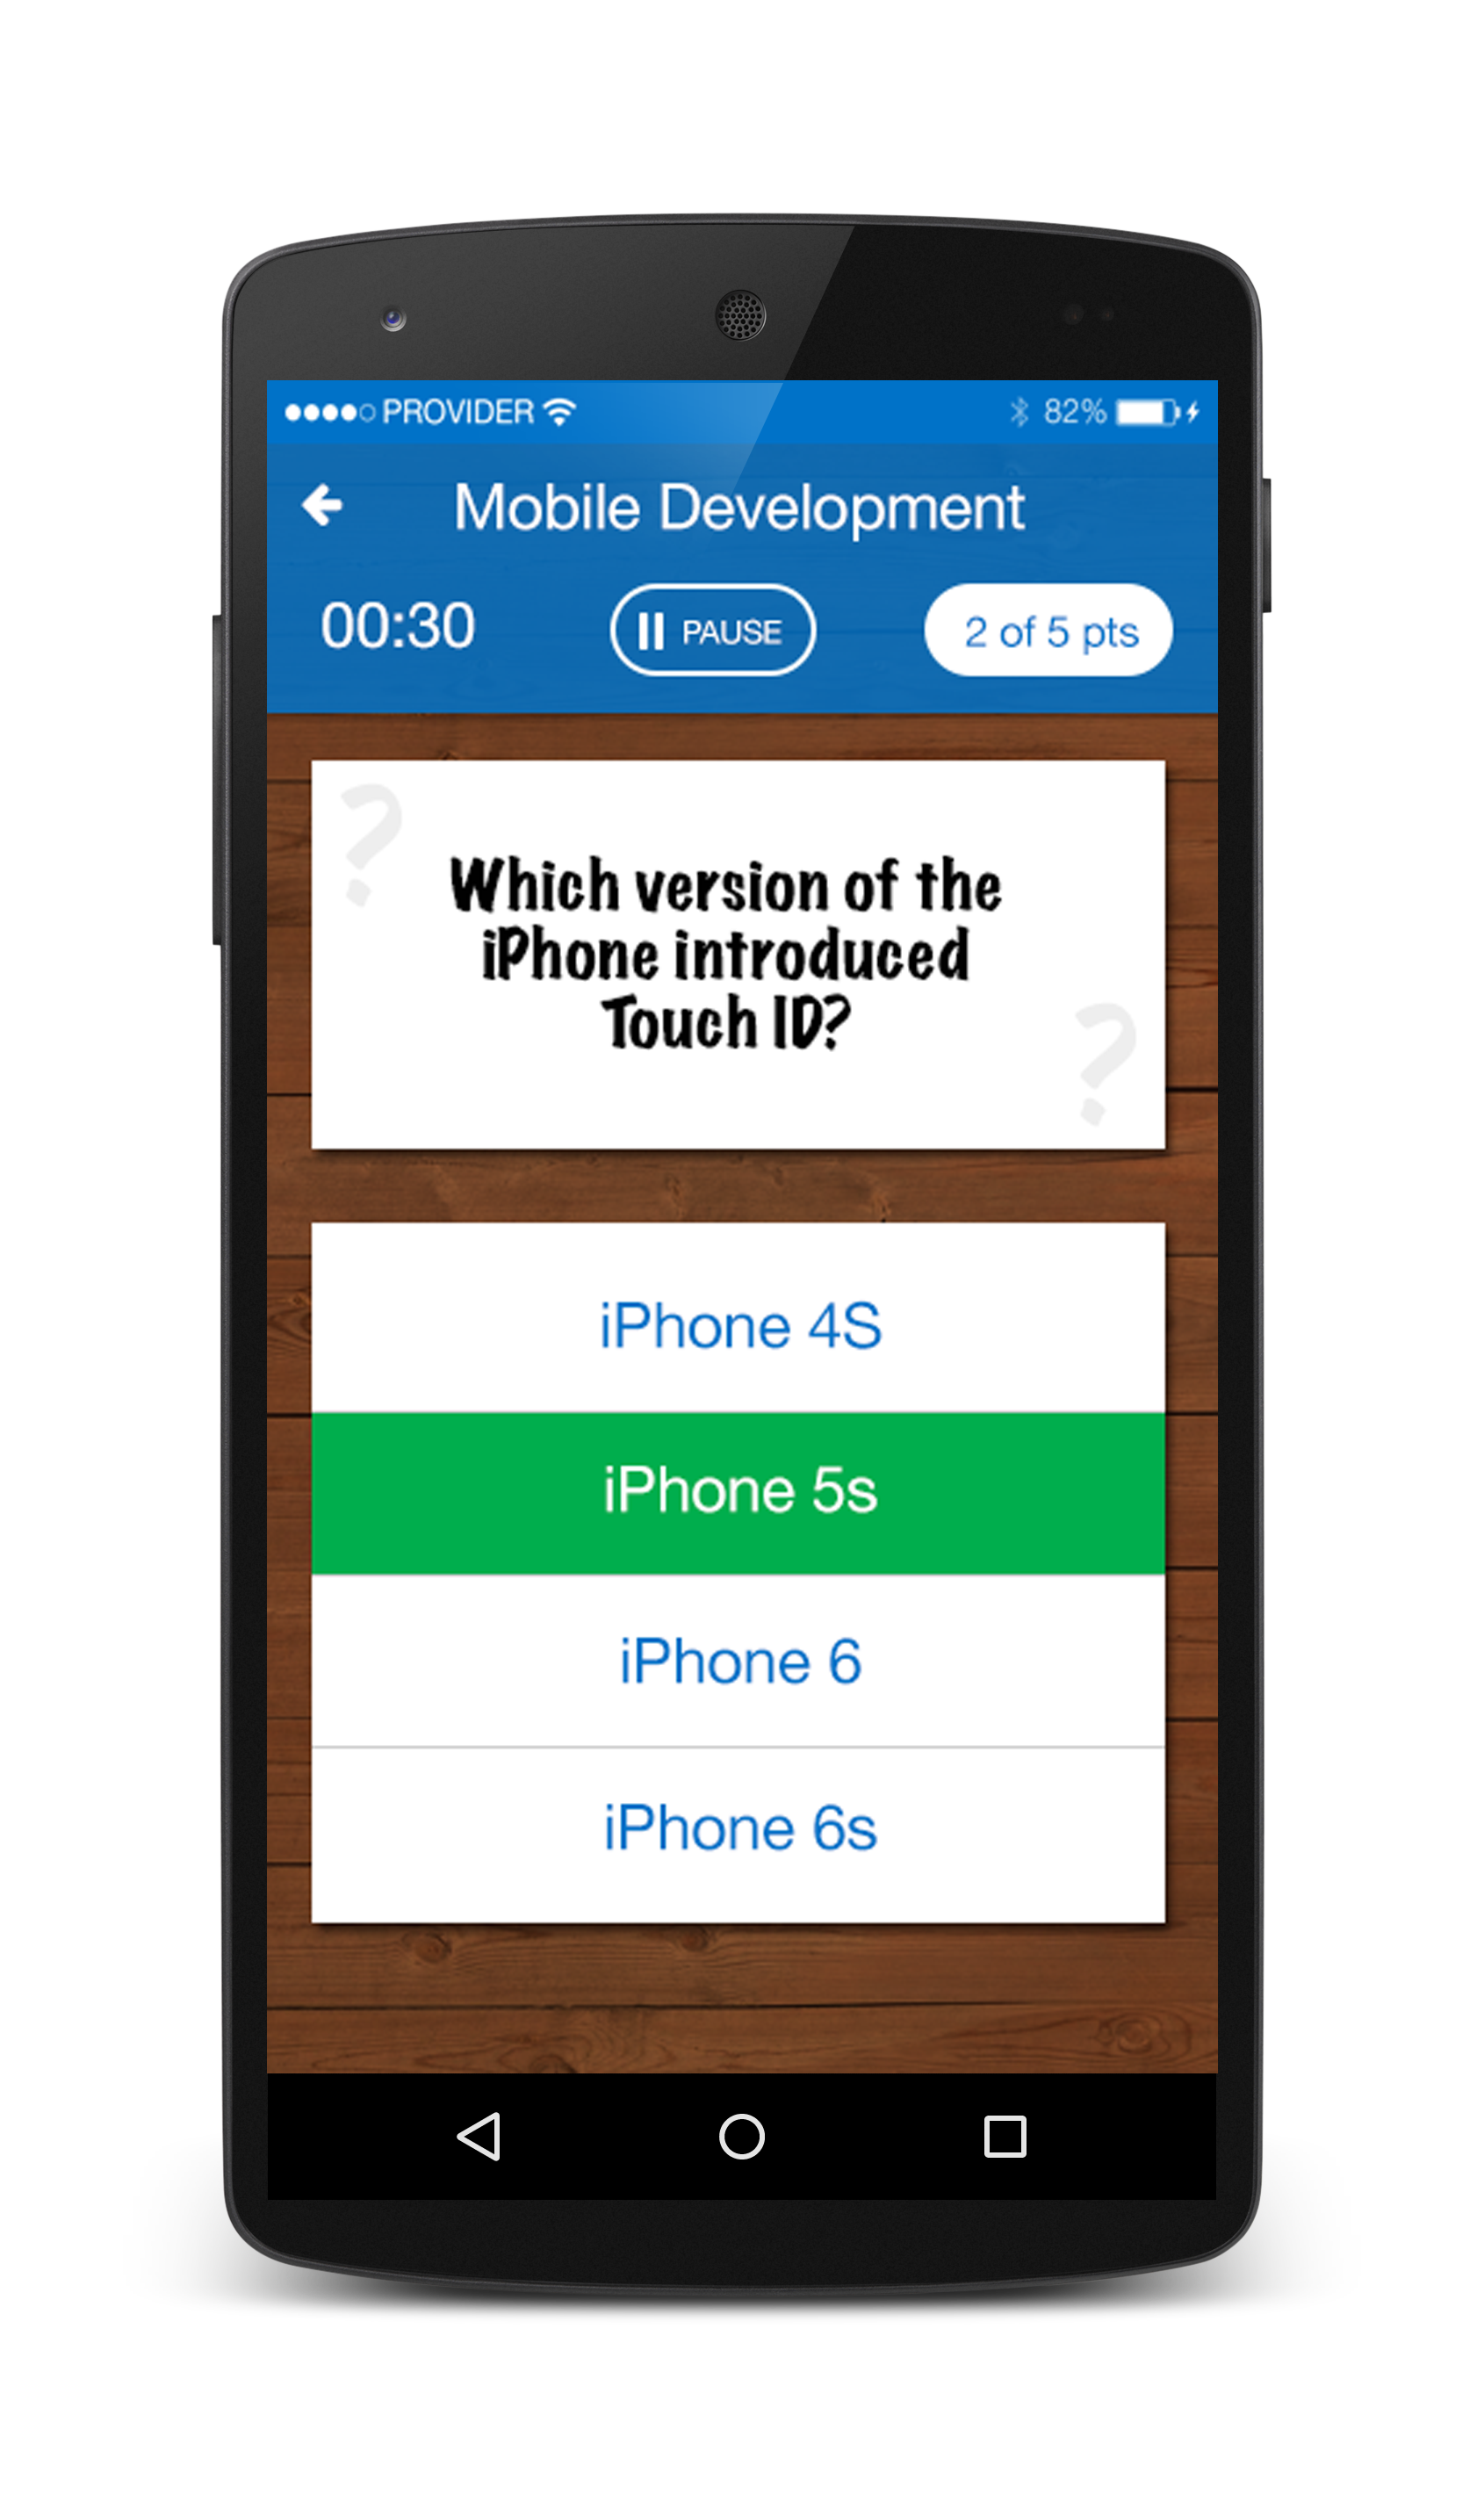 PROVIDER 82%
Mobile Development
00:30 PAUSE 2 of 5 pts
? Which version of the
iPhone introduced
Touch ID? ?
iPhone 4S
iPhone 5s
iPhone 6
iPhone 6s